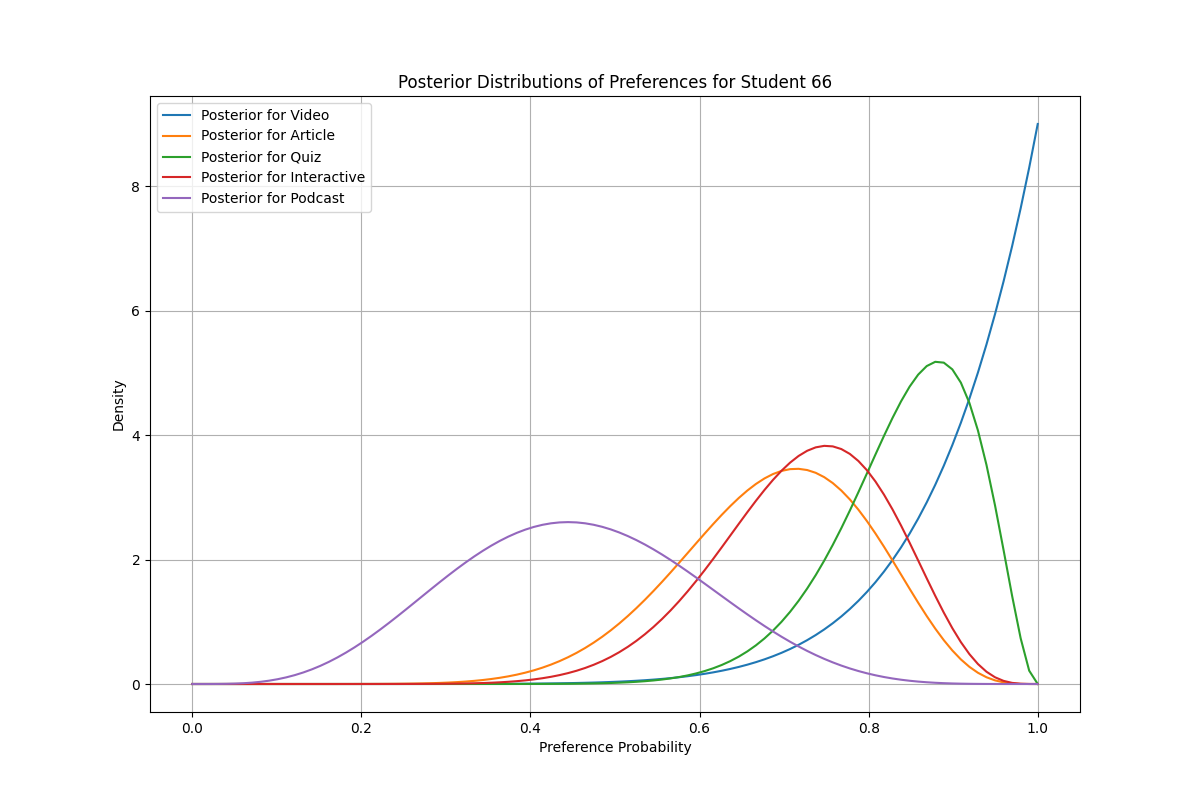 Posterior Distributions of Preferences for Student 66
Posterior for Video
Posterior for Article
Posterior for Quiz
Posterior for Interactive
Posterior for Podcast
8
6
4
2
0
Density
0.0 0.2 0.4 0.6 0.8 1.0
Preference Probability